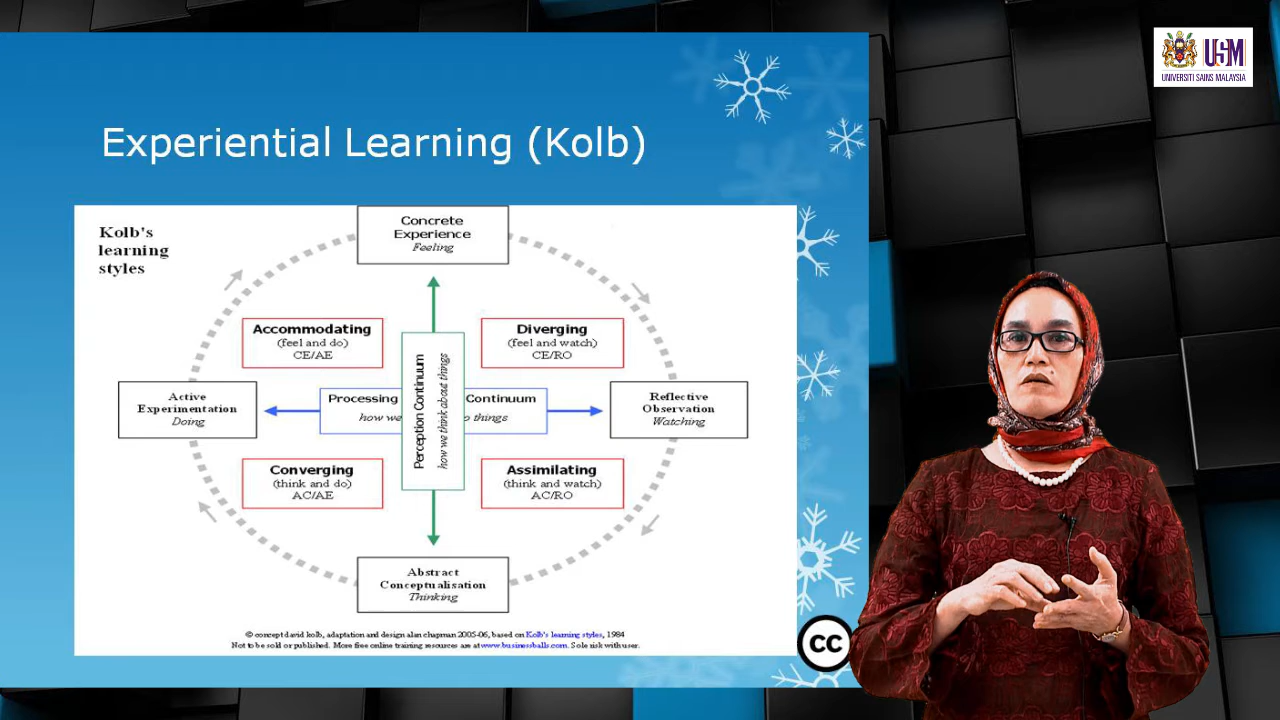 USM
UNIVERSITI SAINS MALAYSIA
Experiential Learning (Kolb)
Kolb's
learning
styles
Concrete
Experience
Feeling
Accommodating
(feel and do)
CE/AE
Diverging
(feel and watch)
CE/RO
Active
Experimentation
Doing
Processing Continuum
how we things
Perception Continuum
how we think about things
Reflective
Observation
Watching
Converging
(think and do)
AC/AE
Assimilating
(think and watch)
AC/RO
Abstract
Conceptualisation
Thinking
© concept david kolb, adaptation and design alan chapman 2005-06, based on Kolb's learning styles, 1984
Not to be sold or published. More free online training resources are at www.businessballs.com. Sole risk with user.
cc